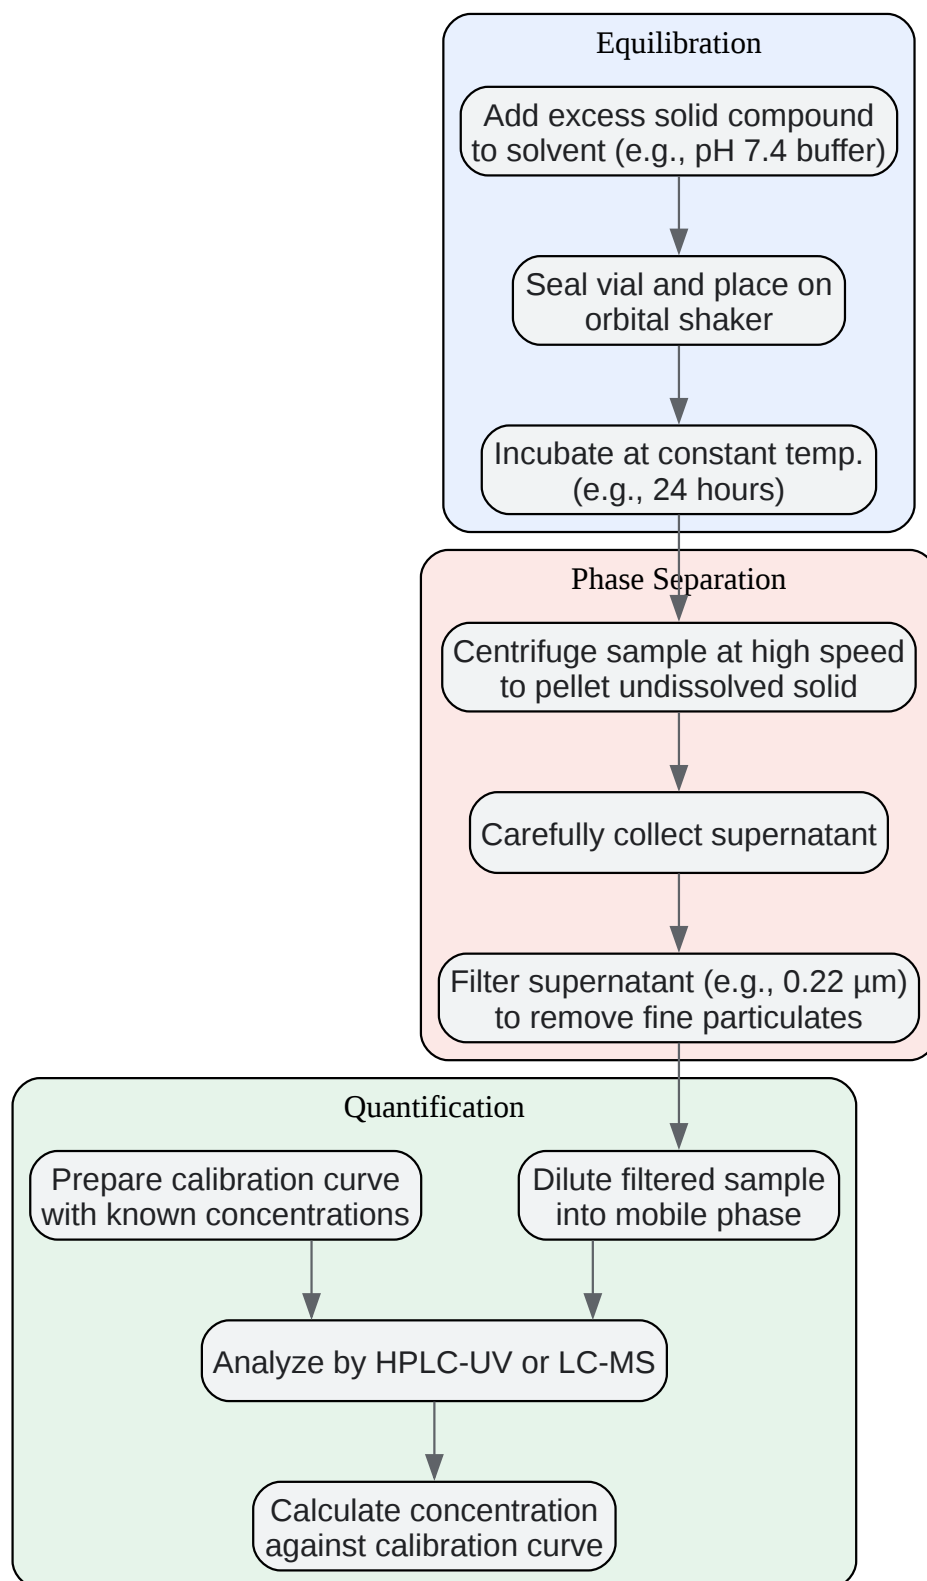 Equilibration
Add excess solid compound
to solvent (e.g., pH 7.4 buffer)
Seal vial and place on
orbital shaker
Incubate at constant temp.
(e.g., 24 hours)
Phase Separation
Centrifuge sample at high speed
to pellet undissolved solid
Carefully collect supernatant
Filter supernatant (e.g., 0.22 µm)
to remove fine particulates
Quantification
Prepare calibration curve
with known concentrations
Dilute filtered sample
into mobile phase
Analyze by HPLC-UV or LC-MS
Calculate concentration
against calibration curve